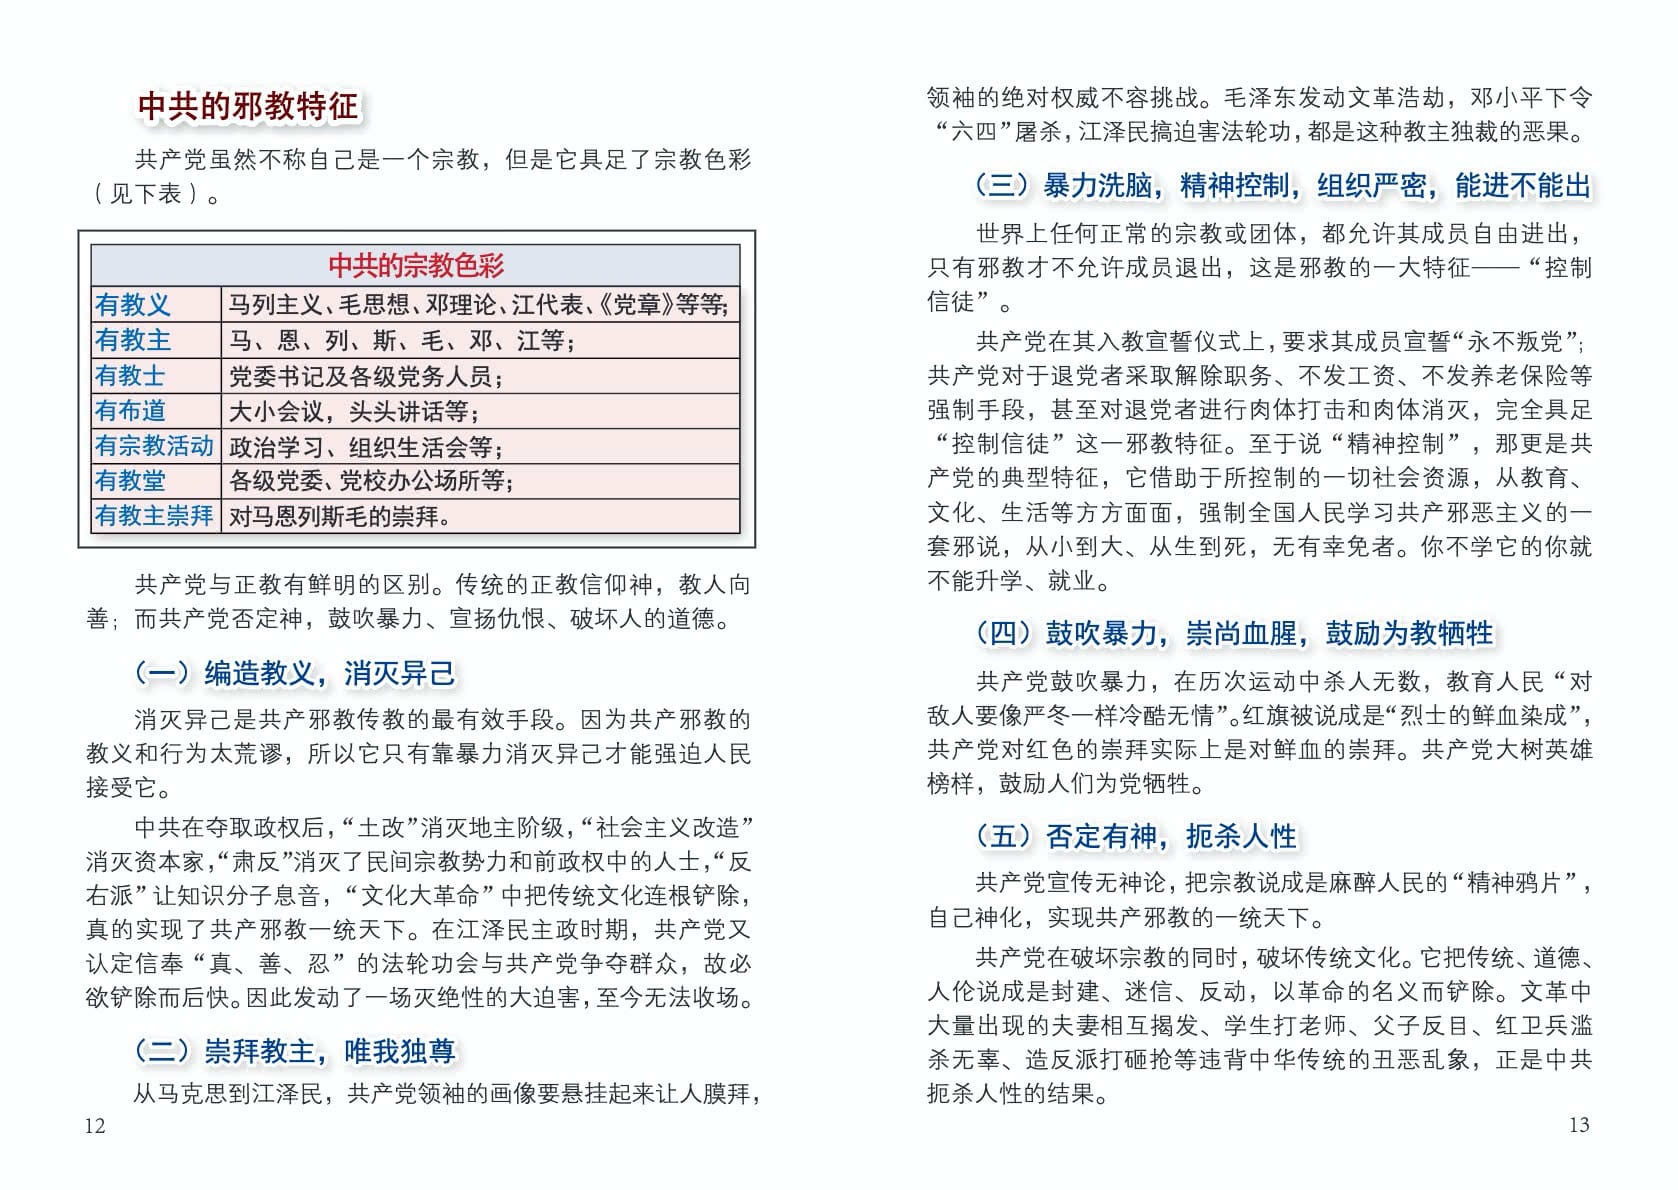 中共的邪教特征
共产党虽然不称自己是一个宗教，但是它具足了宗教色彩
（见下表）。
中共的宗教色彩
有教义 马列主义、毛思想、邓理论、江代表、《党章》等等；
有教主 马、恩、列、斯、毛、邓、江等；
有教士 党委书记及各级党务人员；
有布道 大小会议，头头讲话等；
有宗教活动 政治学习、组织生活会等；
有教堂 各级党委、党校办公场所等；
有教主崇拜 对马恩列斯毛的崇拜。
共产党与正教有鲜明的区别。传统的正教信仰神，教人向
善；而共产党否定神，鼓吹暴力、宣扬仇恨、破坏人的道德。
（一）编造教义，消灭异己
消灭异己是共产邪教传教的最有效手段。因为共产邪教的
教义和行为太荒谬，所以它只有靠暴力消灭异己才能强迫人民
接受它。
中共在夺取政权后，“土改”消灭地主阶级，“社会主义改造”
消灭资本家，“肃反”消灭了民间宗教势力和前政权中的人士，“反
右派”让知识分子息音，“文化大革命”中把传统文化连根铲除，
真的实现了共产邪教一统天下。在江泽民主政时期，共产党又
认定信奉“真、善、忍”的法轮功会与共产党争夺群众，故必
欲铲除而后快。因此发动了一场灭绝性的大迫害，至今无法收场。
（二）崇拜教主，唯我独尊
从马克思到江泽民，共产党领袖的画像要悬挂起来让人膜拜，
12
领袖的绝对权威不容挑战。毛泽东发动文革浩劫，邓小平下令
“六四”屠杀，江泽民搞迫害法轮功，都是这种教主独裁的恶果。
（三）暴力洗脑，精神控制，组织严密，能进不能出
世界上任何正常的宗教或团体，都允许其成员自由进出，
只有邪教才不允许成员退出，这是邪教的一大特征——“控制
信徒”。
共产党在其入教宣誓仪式上，要求其成员宣誓“永不叛党”；
共产党对于退党者采取解除职务、不发工资、不发养老保险等
强制手段，甚至对退党者进行肉体打击和肉体消灭，完全具足
“控制信徒”这一邪教特征。至于说“精神控制”，那更是共
产党的典型特征，它借助于所控制的一切社会资源，从教育、
文化、生活等方方面面，强制全国人民学习共产邪恶主义的一
套邪说，从小到大、从生到死，无有幸免者。你不学它的你就
不能升学、就业。
（四）鼓吹暴力，崇尚血腥，鼓励为教牺牲
共产党鼓吹暴力，在历次运动中杀人无数，教育人民“对
敌人要像严冬一样冷酷无情”。红旗被说成是“烈士的鲜血染成”，
共产党对红色的崇拜实际上是对鲜血的崇拜。共产党大树英雄
榜样，鼓励人们为党牺牲。
（五）否定有神，扼杀人性
共产党宣传无神论，把宗教说成是麻醉人民的“精神鸦片”，
自己神化，实现共产邪教的一统天下。
共产党在破坏宗教的同时，破坏传统文化。它把传统、道德、
人伦说成是封建、迷信、反动，以革命的名义而铲除。文革中
大量出现的夫妻相互揭发、学生打老师、父子反目、红卫兵滥
杀无辜、造反派打砸抢等违背中华传统的丑恶乱象，正是中共
扼杀人性的结果。
13